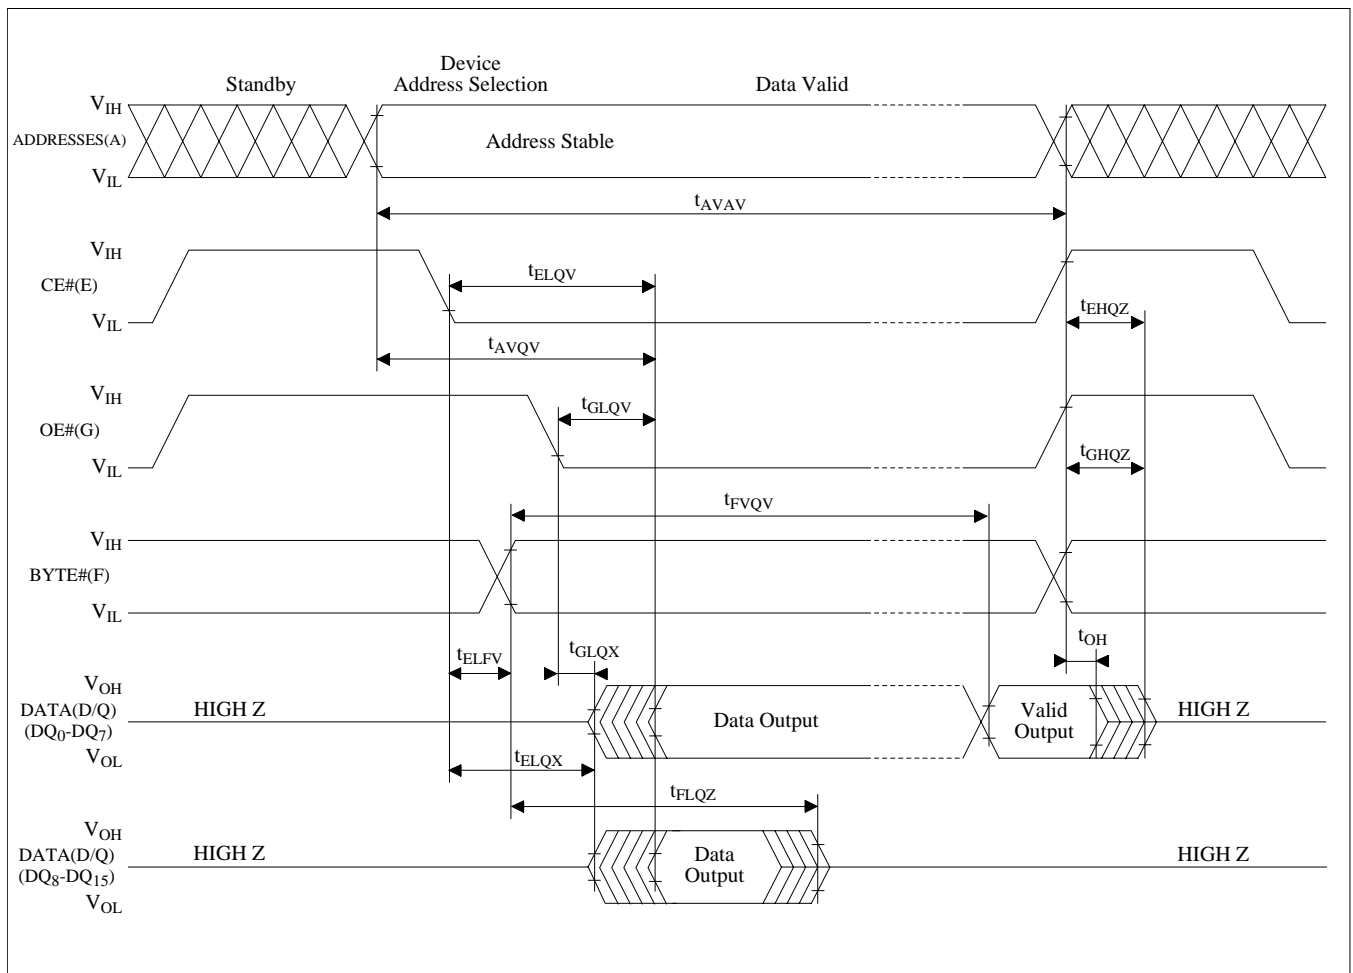 Device
Standby Address Selection Data Valid
VIH
ADDRESSES(A) Address Stable
VIL
tAVAV
VIH
tELQV
CE#(E)
tEHQZ
VIL
tAVQV
VIH
tGLQV
OE#(G)
tGHQZ
VIL
tFVQV
VIH
BYTE#(F)
VIL
tELFV tGLQX tOH
VOH
DATA(D/Q) HIGH Z Data Output Valid HIGH Z
(DQ0-DQ7) Output
VOL
tELQX
tFLQZ
VOH
DATA(D/Q) HIGH Z Data HIGH Z
(DQ8-DQ15) Output
VOL